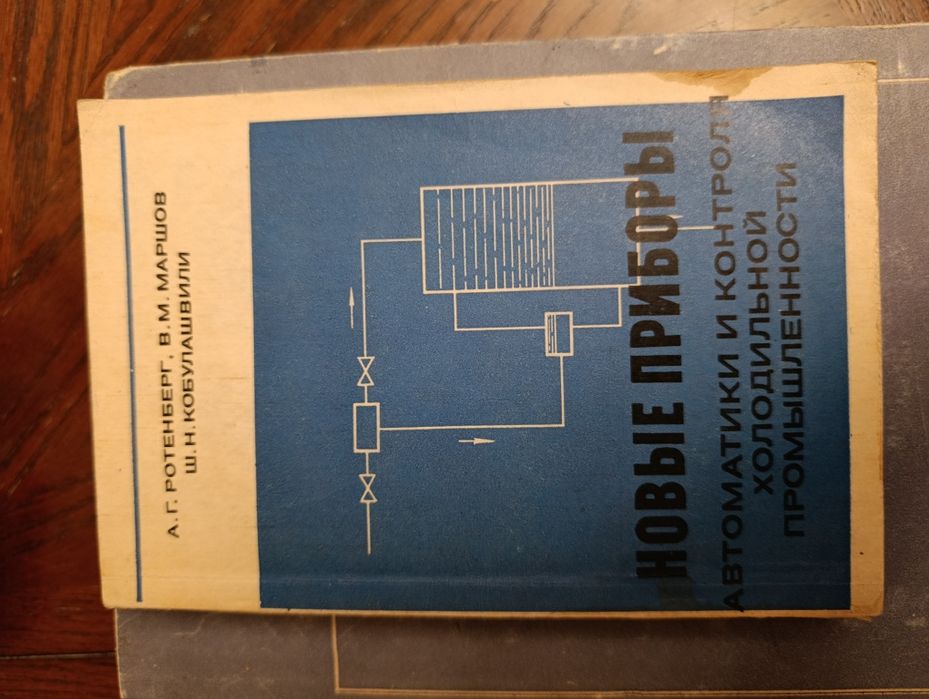 А. Г. РОТЕНБЕРГ, В. М. МАРШОВ
Ш. Н. КОБУЛАШВИЛИ
НОВЫЕ ПРИБОРЫ
АВТОМАТИКИ И КОНТРОЛЯ
ХОЛОДИЛЬНОЙ
ПРОМЫШЛЕННОСТИ